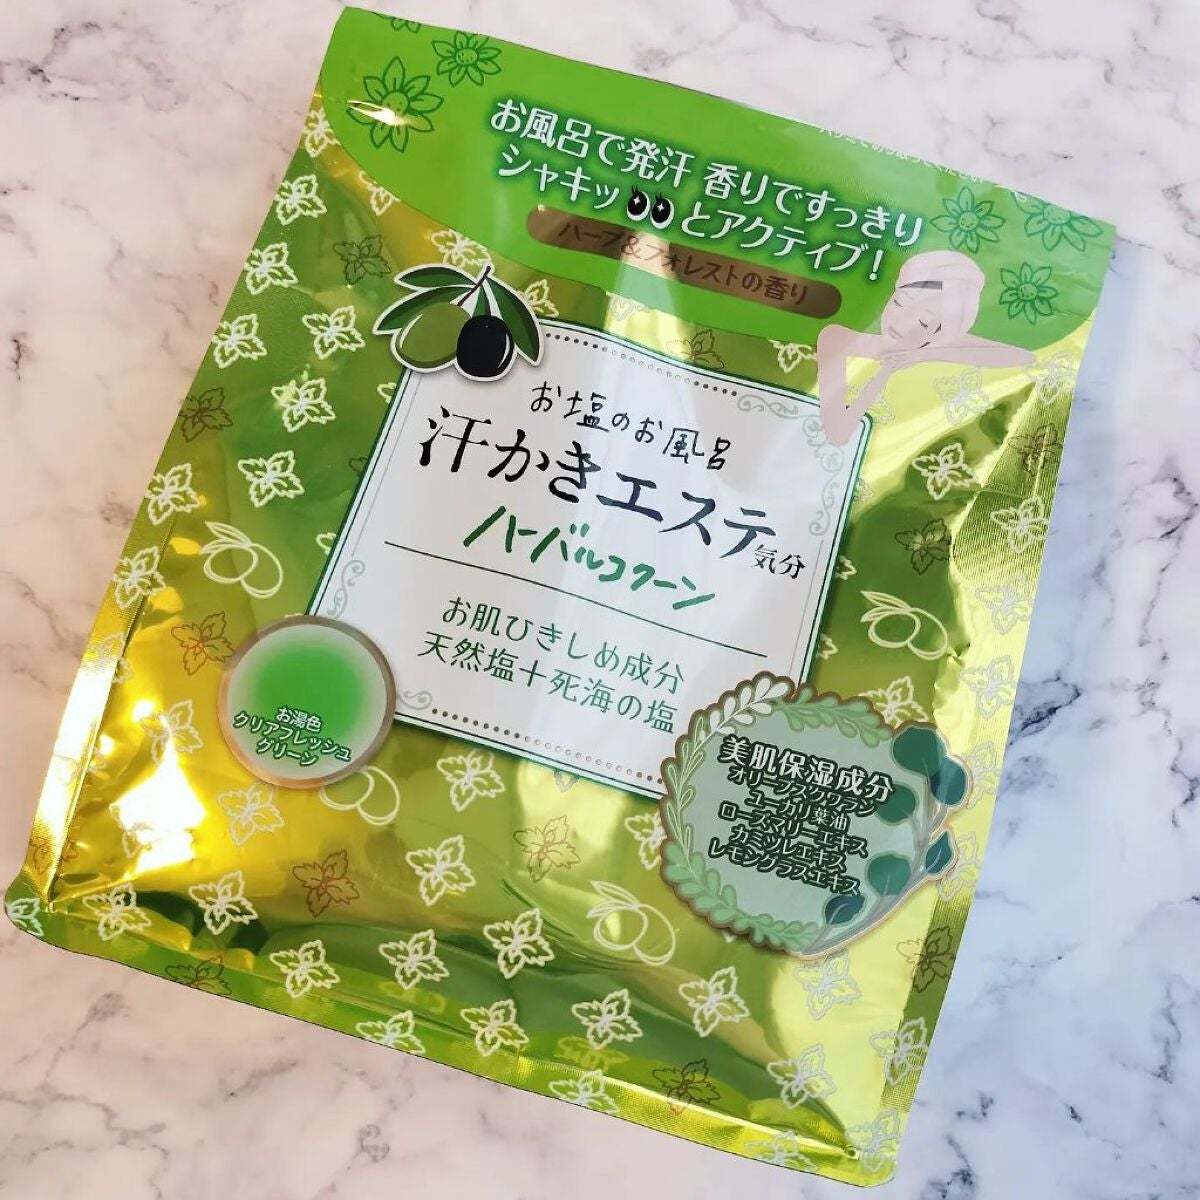 お風呂で発汗 香りですっきり
シャキッとアクティブ!
ハーブ&フォレストの香り
お塩のお風呂
汗かきエステ気分
ハーバルコクーン
お肌ひきしめ成分
天然塩+死海の塩
お湯色
クリアフレッシュ
グリーン
美肌保湿成分
オリーブスクワラン
ユーカリ葉油
ローズマリーエキス
カミツレエキス
レモングラスエキス